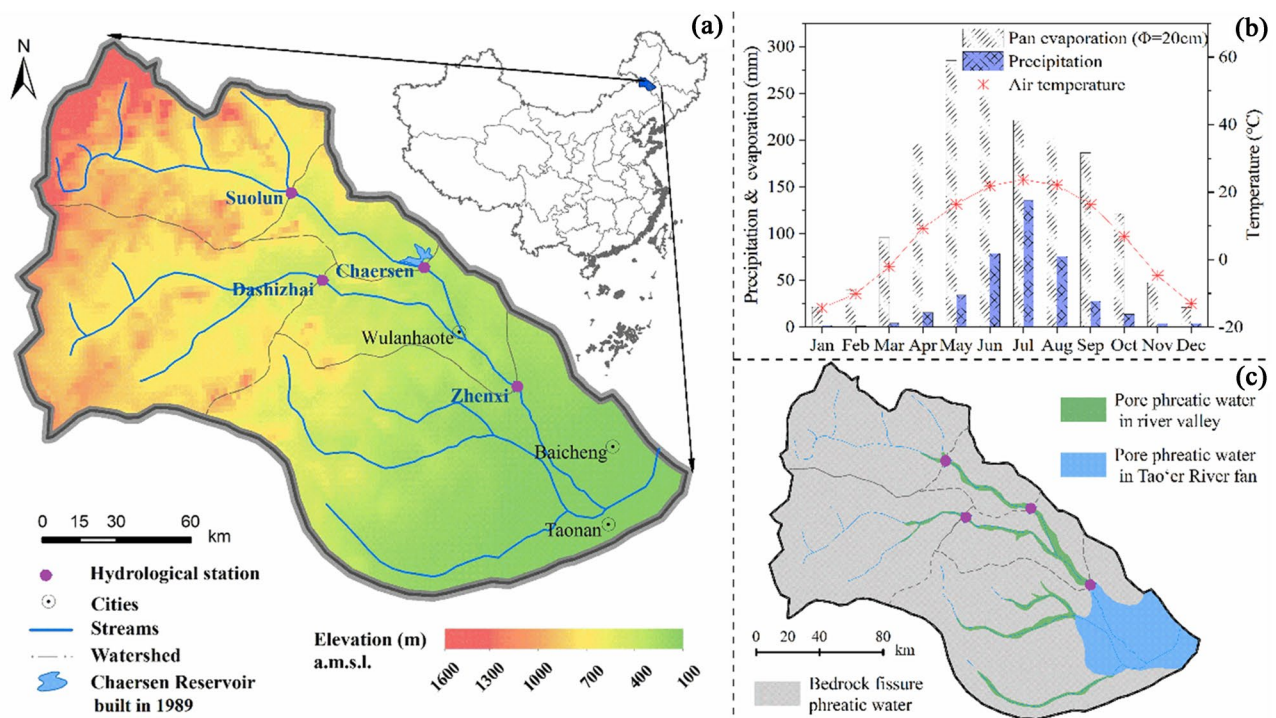 (a)
N
Suolun
Chaersen
Dashizhai
Wulanhaote
Zhenxi
Baicheng
Taonan
0 15 30 60
km
Hydrological station
Cities
Streams
Watershed
Chaersen Reservoir
built in 1989
Elevation (m)
a.m.s.l.
1600 1300 1000 700 400 100
(b)
Pan evaporation (Φ=20cm)
Precipitation
Air temperature
Precipitation & evaporation (mm)
300
250
200
150
100
50
0
Temperature (°C)
60
40
20
0
-20
Jan Feb Mar Apr May Jun Jul Aug Sep Oct Nov Dec
(c)
Pore phreatic water
in river valley
Pore phreatic water
in Tao‘er River fan
0 20 40 80
km
Bedrock fissure
phreatic water